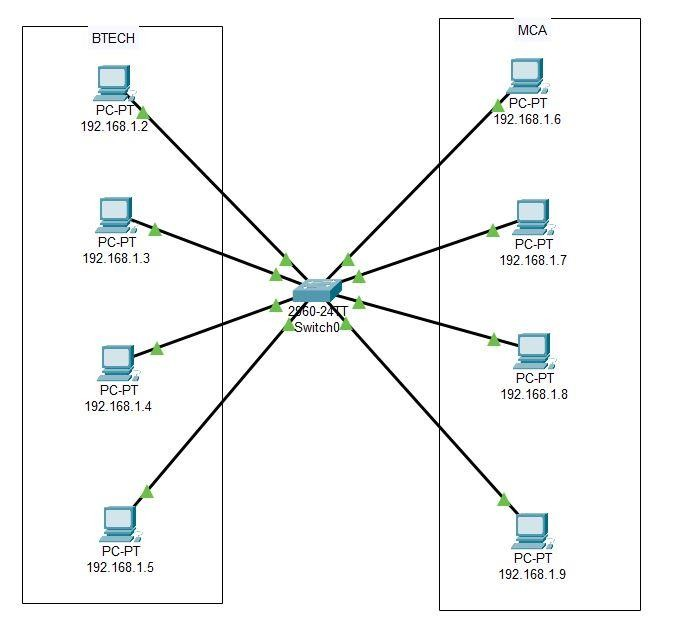 BTECH
PC-PT
192.168.1.2
PC-PT
192.168.1.3
PC-PT
192.168.1.4
PC-PT
192.168.1.5
2960-24TT
Switch0
MCA
PC-PT
192.168.1.6
PC-PT
192.168.1.7
PC-PT
192.168.1.8
PC-PT
192.168.1.9